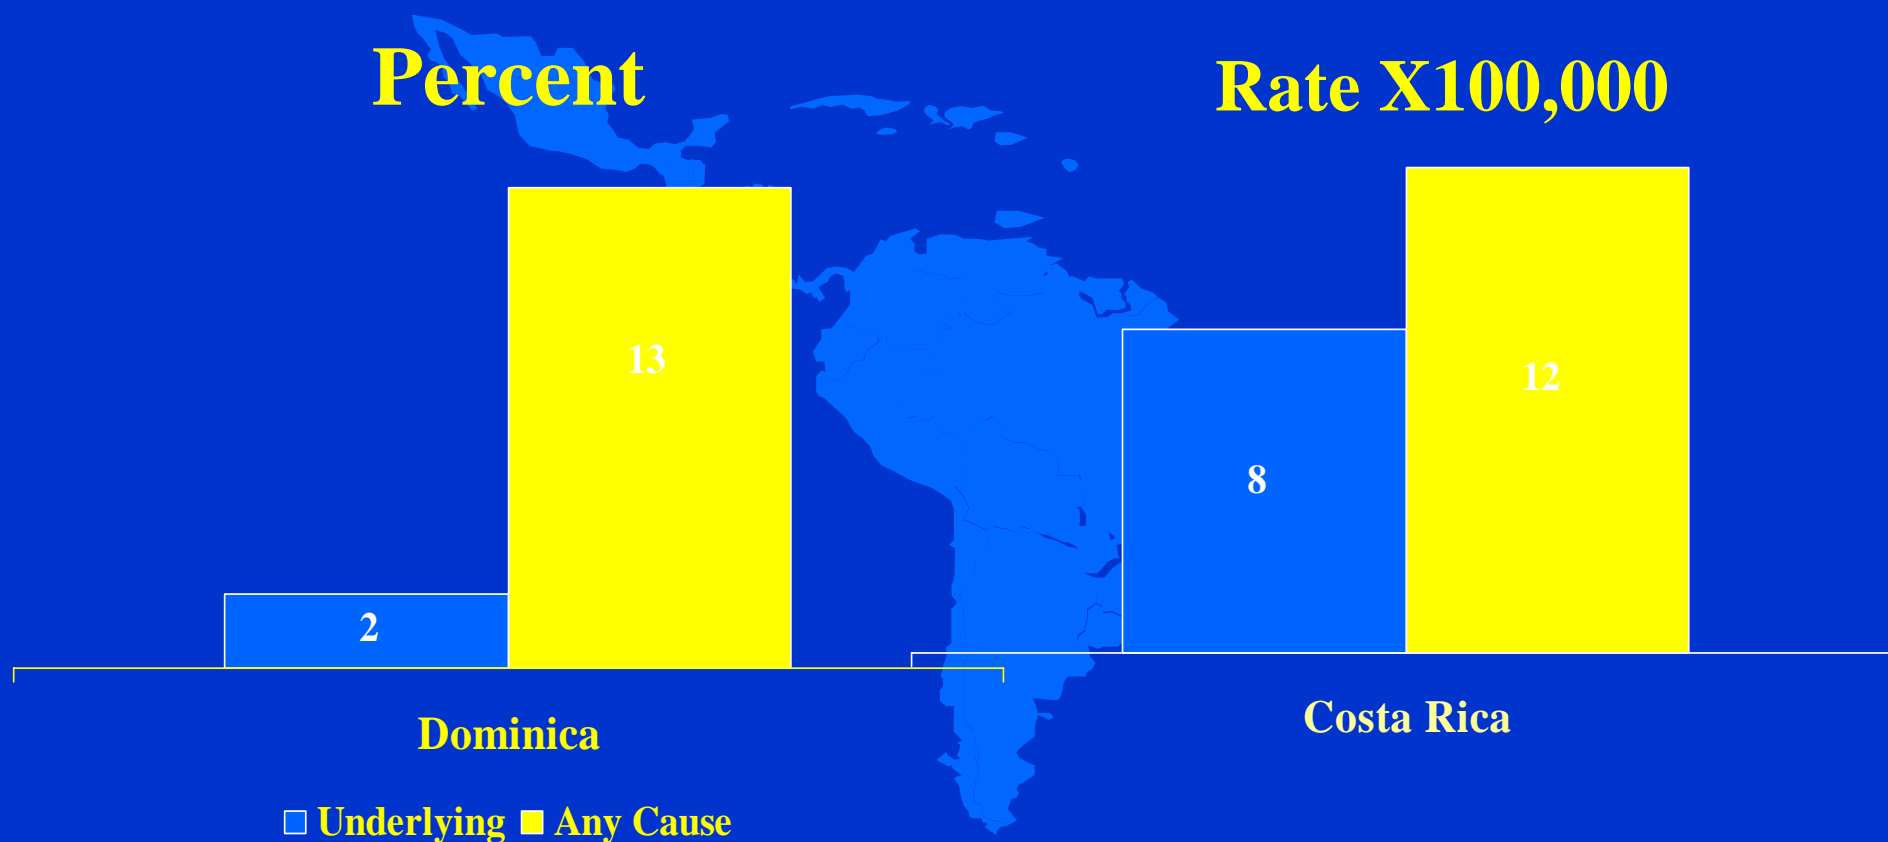 Percent
Rate X100,000
13
12
8
2
Dominica
Costa Rica
Underlying Any Cause